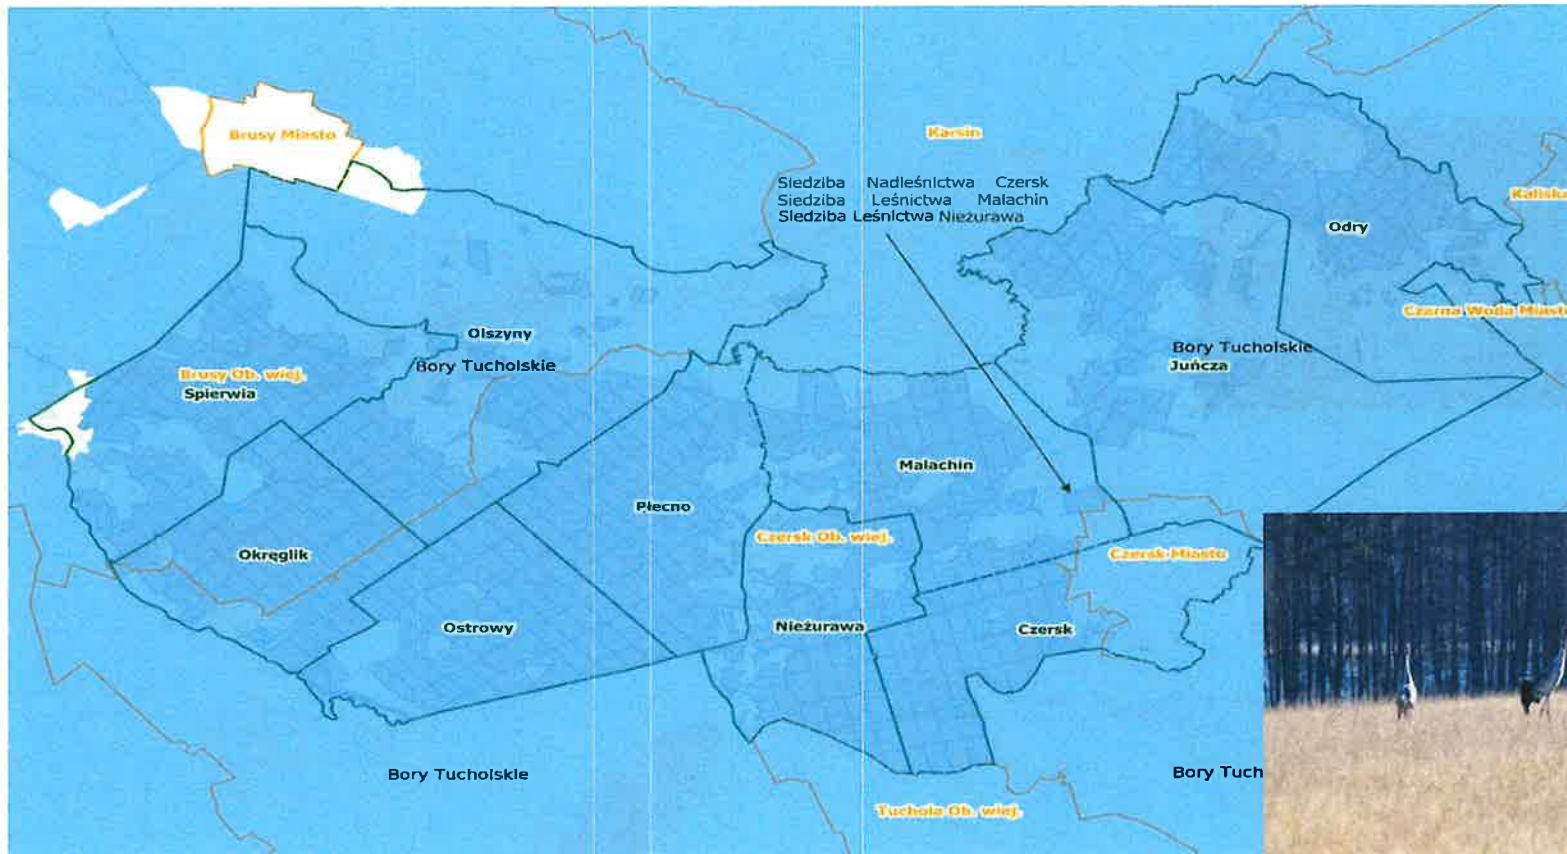 Brusy Miasto
Karsin
Siedziba Nadleśnictwa Czersk
Siedziba Leśnictwa Malachin
Siedziba Leśnictwa Nieżurawa
Kaliska
Odry
Czarna Woda Miasto
Olszyny
Bory Tucholskie
Bory Tucholskie
Juńcza
Brusy Ob. wiej.
Spierwia
Malachin
Płecno
Czersk Ob. wiej.
Okręglik
Czersk Miasto
Ostrowy
Nieżurawa
Czersk
Bory Tucholskie
Bory Tuch
Tuchola Ob. wiej.